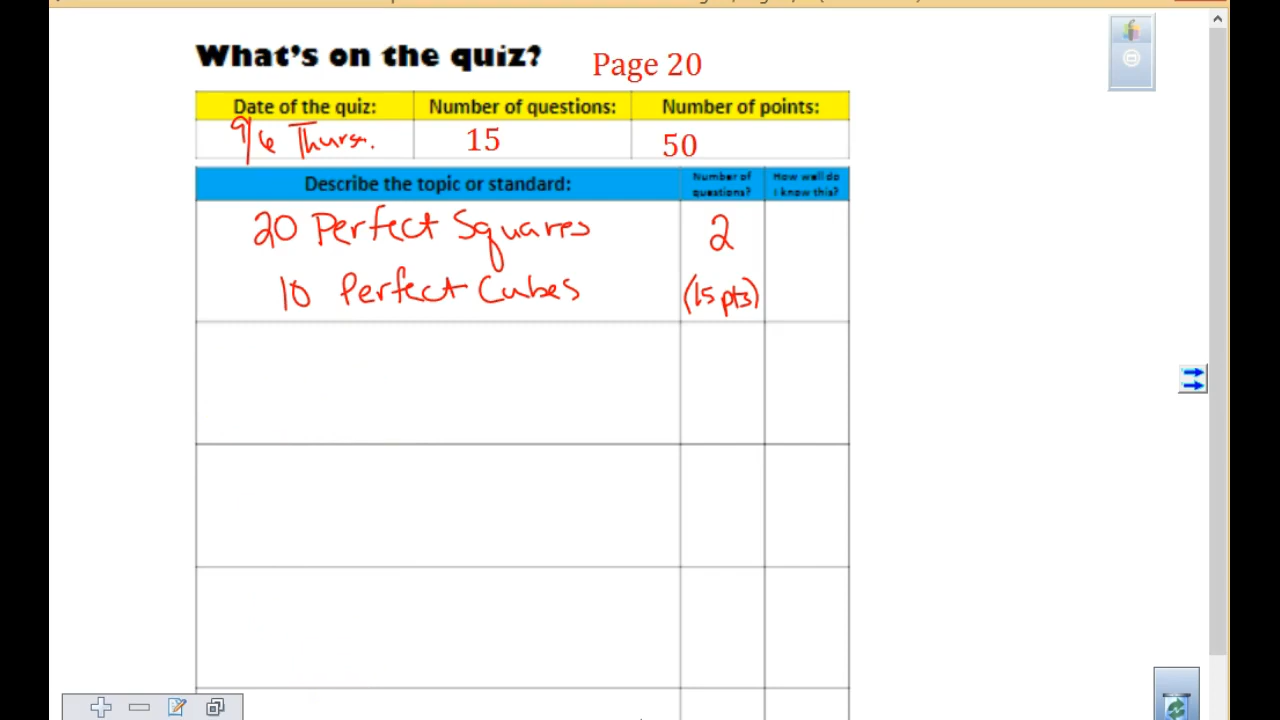 What's on the quiz? Page 20
Date of the quiz: Number of questions: Number of points:
9/6 Thurs. 15 50
Describe the topic or standard: Number of questions? How well do I know this?
20 Perfect Squares 2
10 Perfect Cubes (15 pts)